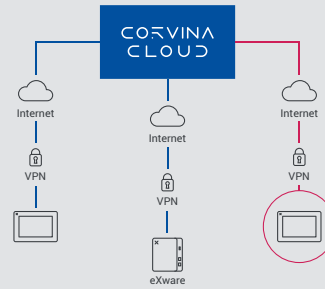 CORVINA
CLOUD
Internet
Internet
Internet
VPN
VPN
VPN
eXware